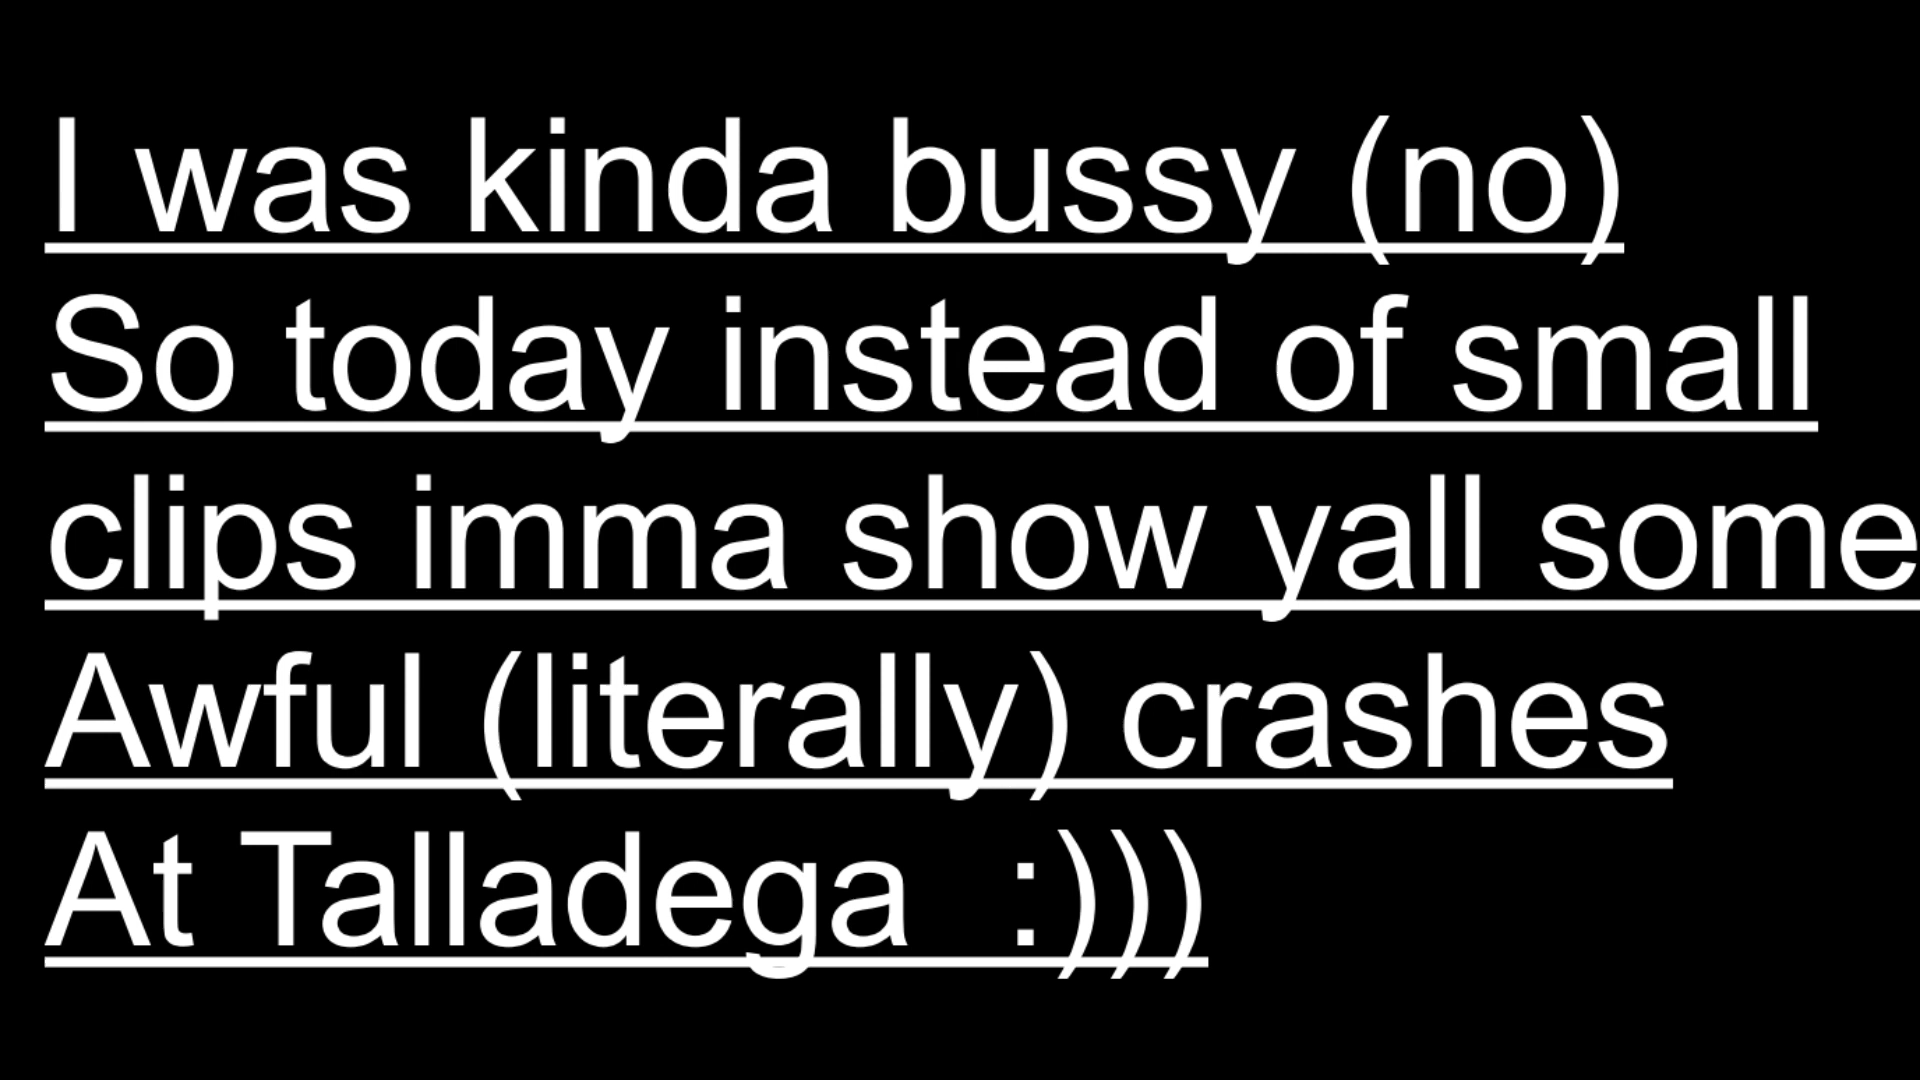 I was kinda bussy (no)
So today instead of small
clips imma show yall some
Awful (literally) crashes
At Talladega  :)))